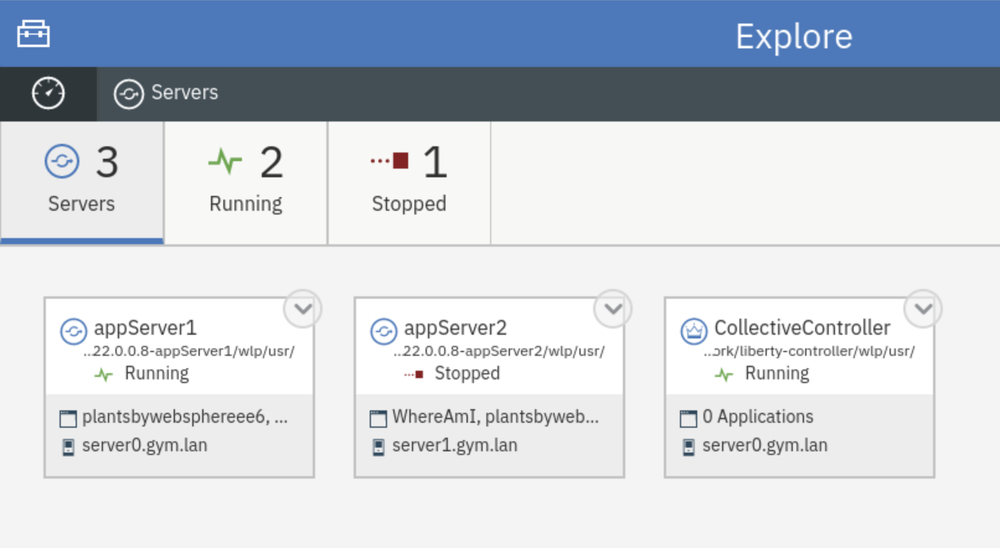 Explore
Servers
3
Servers
2
Running
1
Stopped
appServer1
...22.0.0.8-appServer1/wlp/usr/
Running
plantsbywebsphereee6, ...
server0.gym.lan
appServer2
...22.0.0.8-appServer2/wlp/usr/
Stopped
WhereAmI, plantsbyweb...
server1.gym.lan
CollectiveController
...ork/liberty-controller/wlp/usr/
Running
0 Applications
server0.gym.lan